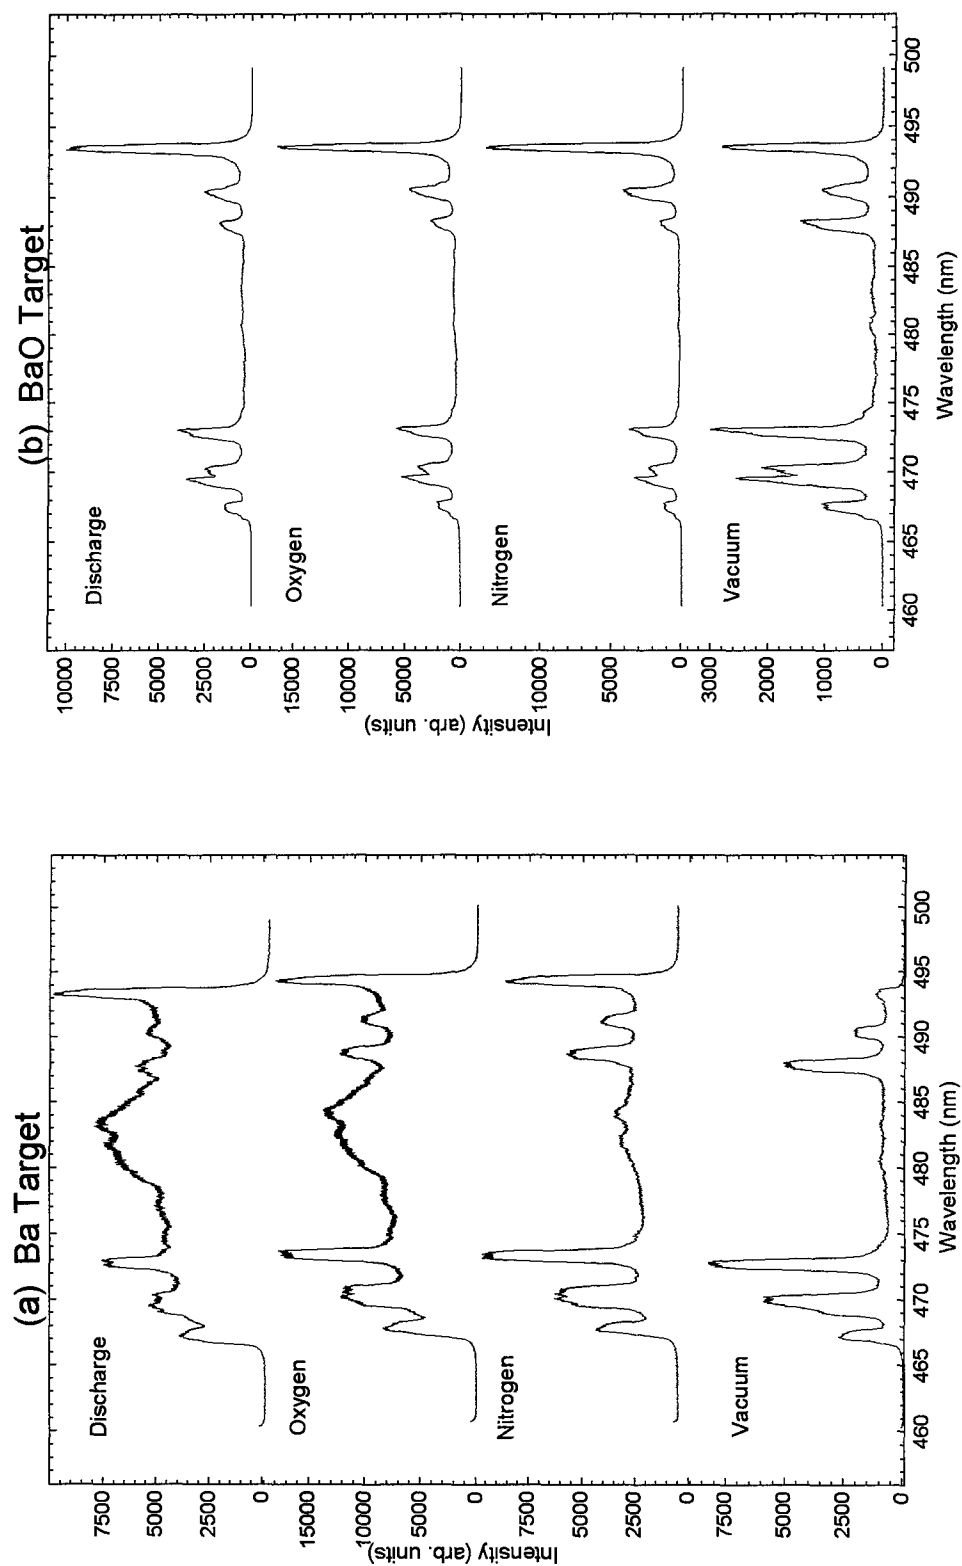 (a) Ba Target
Discharge
7500
5000
2500
0
Oxygen
15000
10000
5000
0
Nitrogen
7500
5000
2500
0
Vacuum
7500
5000
2500
0
Intensity (arb. units)
460 465 470 475 480 485 490 495 500
Wavelength (nm)
(b) BaO Target
Discharge
10000
7500
5000
2500
0
Oxygen
15000
10000
5000
0
Nitrogen
10000
5000
0
Vacuum
3000
2000
1000
0
Intensity (arb. units)
460 465 470 475 480 485 490 495 500
Wavelength (nm)